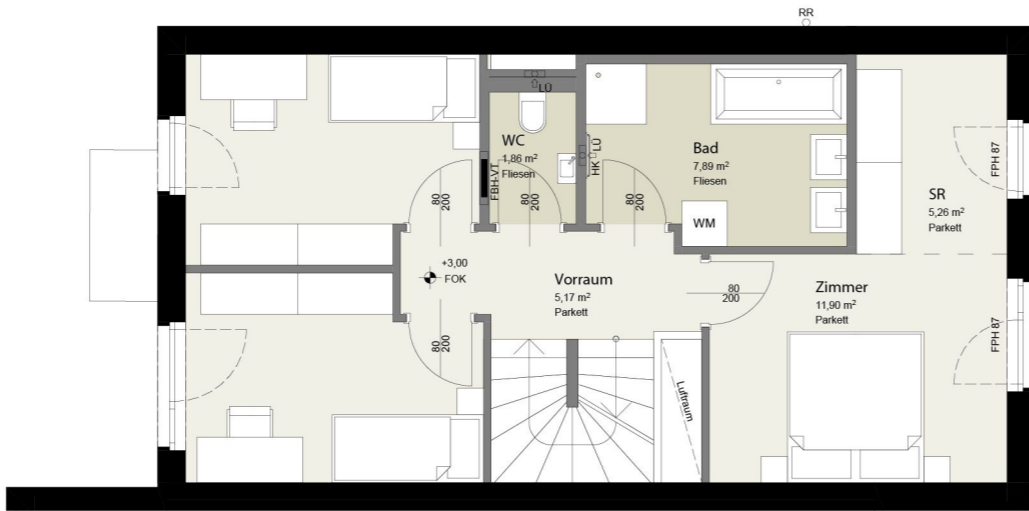 RR
LÜ
WC
1,86 m²
Fliesen
FBH-VT
80
200
80
200
HK
LÜ
80
200
Bad
7,89 m²
Fliesen
WM
FPH 87
SR
5,26 m²
Parkett
+3,00
FOK
Vorraum
5,17 m²
Parkett
80
200
Zimmer
11,90 m²
Parkett
FPH 87
80
200
Luftraum